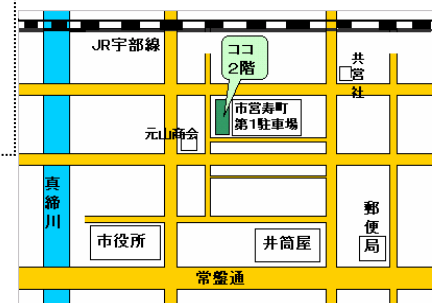 JR宇部線
ココ
2階
共営社
市営寿町
第1駐車場
元山商会
真締川
市役所
井筒屋
郵便局
常盤通